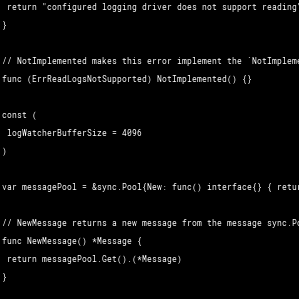 return "configured logging driver does not support reading"
}
// NotImplemented makes this error implement the `NotImpleme
func (ErrReadLogsNotSupported) NotImplemented() {}
const (
logWatcherBufferSize = 4096
)
var messagePool = &sync.Pool{New: func() interface{} { retur
// NewMessage returns a new message from the message sync.Po
func NewMessage() *Message {
return messagePool.Get().(*Message)
}